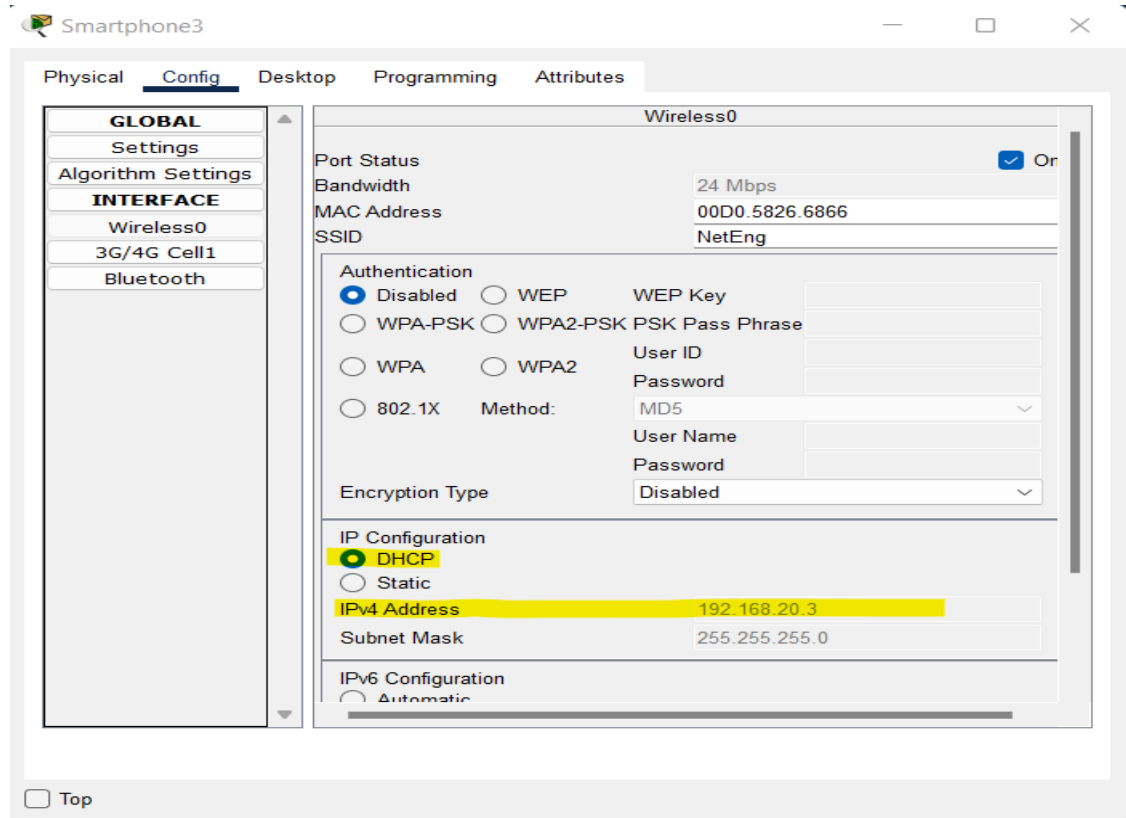 Smartphone3
Physical Config Desktop Programming Attributes
GLOBAL
Settings
Algorithm Settings
INTERFACE
Wireless0
3G/4G Cell1
Bluetooth
Wireless0
Port Status On
Bandwidth 24 Mbps
MAC Address 00D0.5826.6866
SSID NetEng
Authentication
Disabled WEP WEP Key
WPA-PSK WPA2-PSK PSK Pass Phrase
User ID
WPA WPA2
Password
802.1X Method: MD5
User Name
Password
Encryption Type Disabled
IP Configuration
DHCP
Static
IPv4 Address 192.168.20.3
Subnet Mask 255.255.255.0
IPv6 Configuration
Automatic
Top